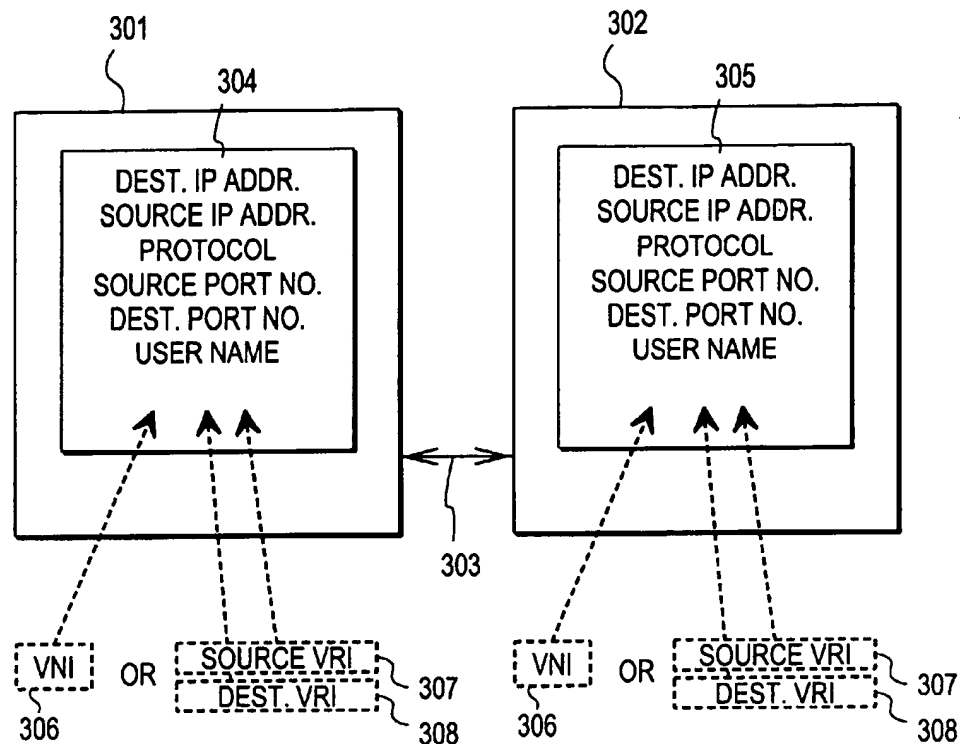 301
304
DEST. IP ADDR.
SOURCE IP ADDR.
PROTOCOL
SOURCE PORT NO.
DEST. PORT NO.
USER NAME
302
305
DEST. IP ADDR.
SOURCE IP ADDR.
PROTOCOL
SOURCE PORT NO.
DEST. PORT NO.
USER NAME
303
VNI
306
OR
SOURCE VRI
307
DEST. VRI
308
VNI
306
OR
SOURCE VRI
307
DEST. VRI
308